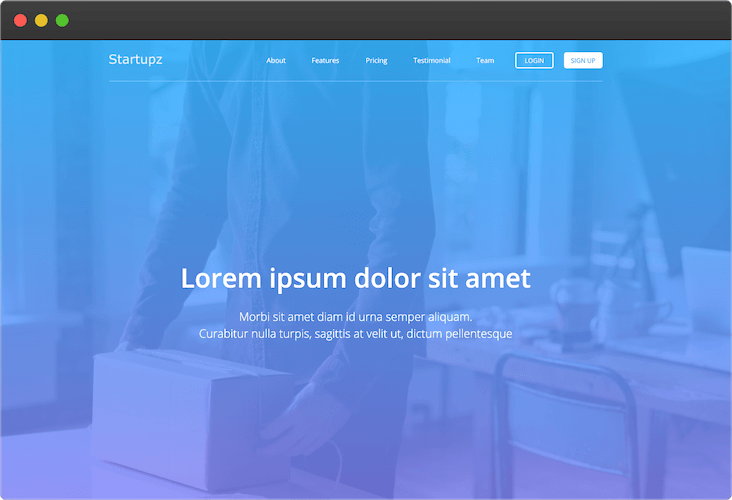 Startupz
About
Features
Pricing
Testimonial
Team
LOGIN
SIGN UP
Lorem ipsum dolor sit amet
Morbi sit amet diam id urna semper aliquam.
Curabitur nulla turpis, sagittis at velit ut, dictum pellentesque